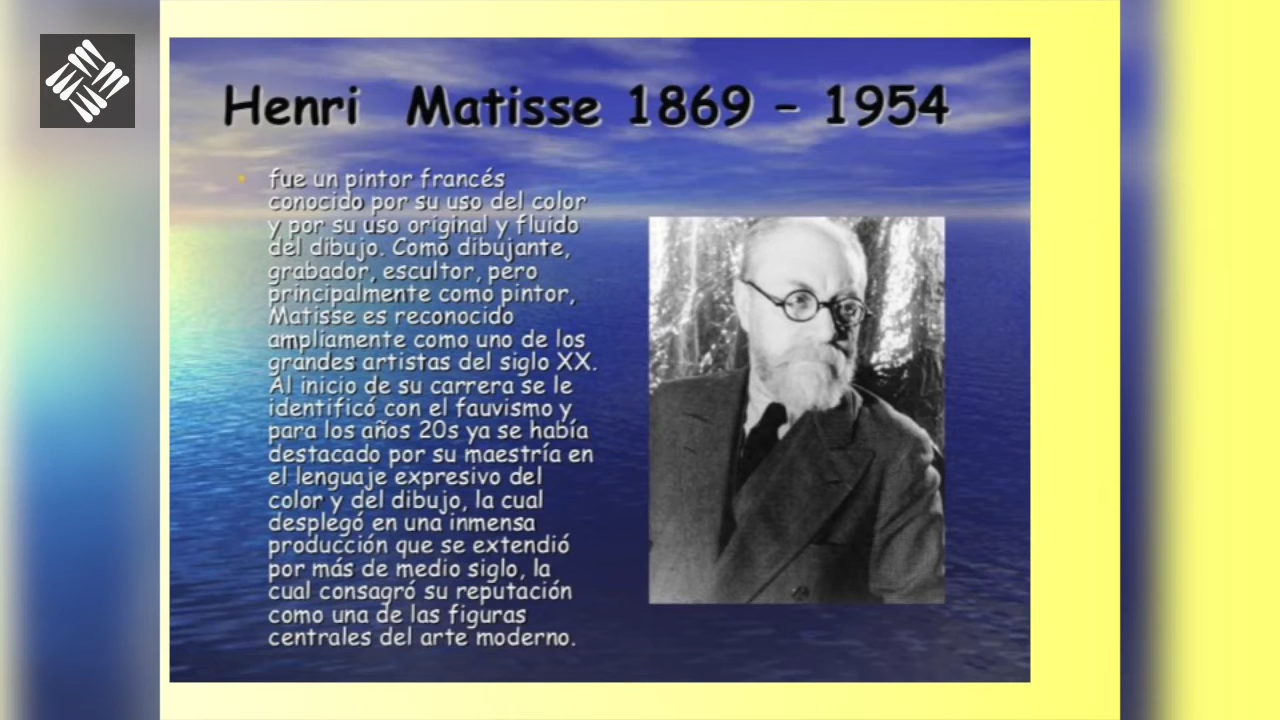 Henri Matisse 1869 – 1954
• fue un pintor francés
conocido por su uso del color
y por su uso original y fluido
del dibujo. Como dibujante,
grabador, escultor, pero
principalmente como pintor,
Matisse es reconocido
ampliamente como uno de los
grandes artistas del siglo XX.
Al inicio de su carrera se le
identificó con el fauvismo y
para los años 20s ya se había
destacado por su maestría en
el lenguaje expresivo del
color y del dibujo, la cual
desplegó en una inmensa
producción que se extendió
por más de medio siglo, la
cual consagró su reputación
como una de las figuras
centrales del arte moderno.